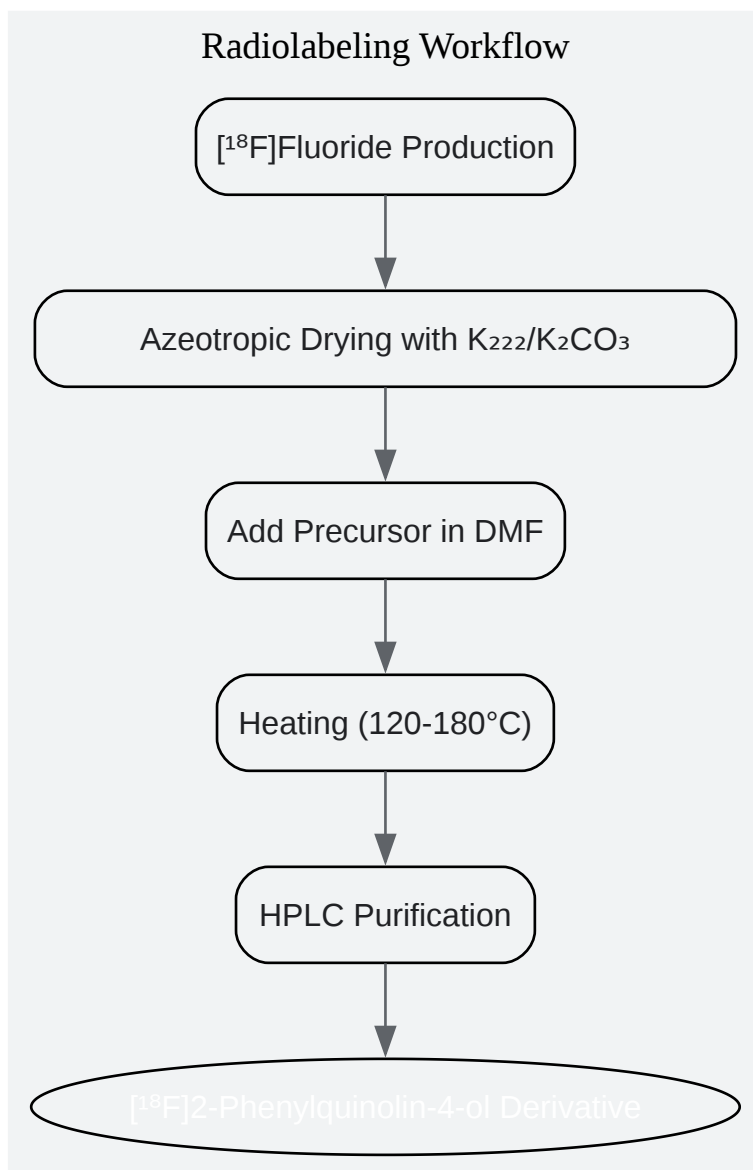 Radiolabeling Workflow
[¹⁸F]Fluoride Production
Azeotropic Drying with K₂₂₂/K₂CO₃
Add Precursor in DMF
Heating (120-180°C)
HPLC Purification
[¹⁸F]2-Phenylquinolin-4-ol Derivative